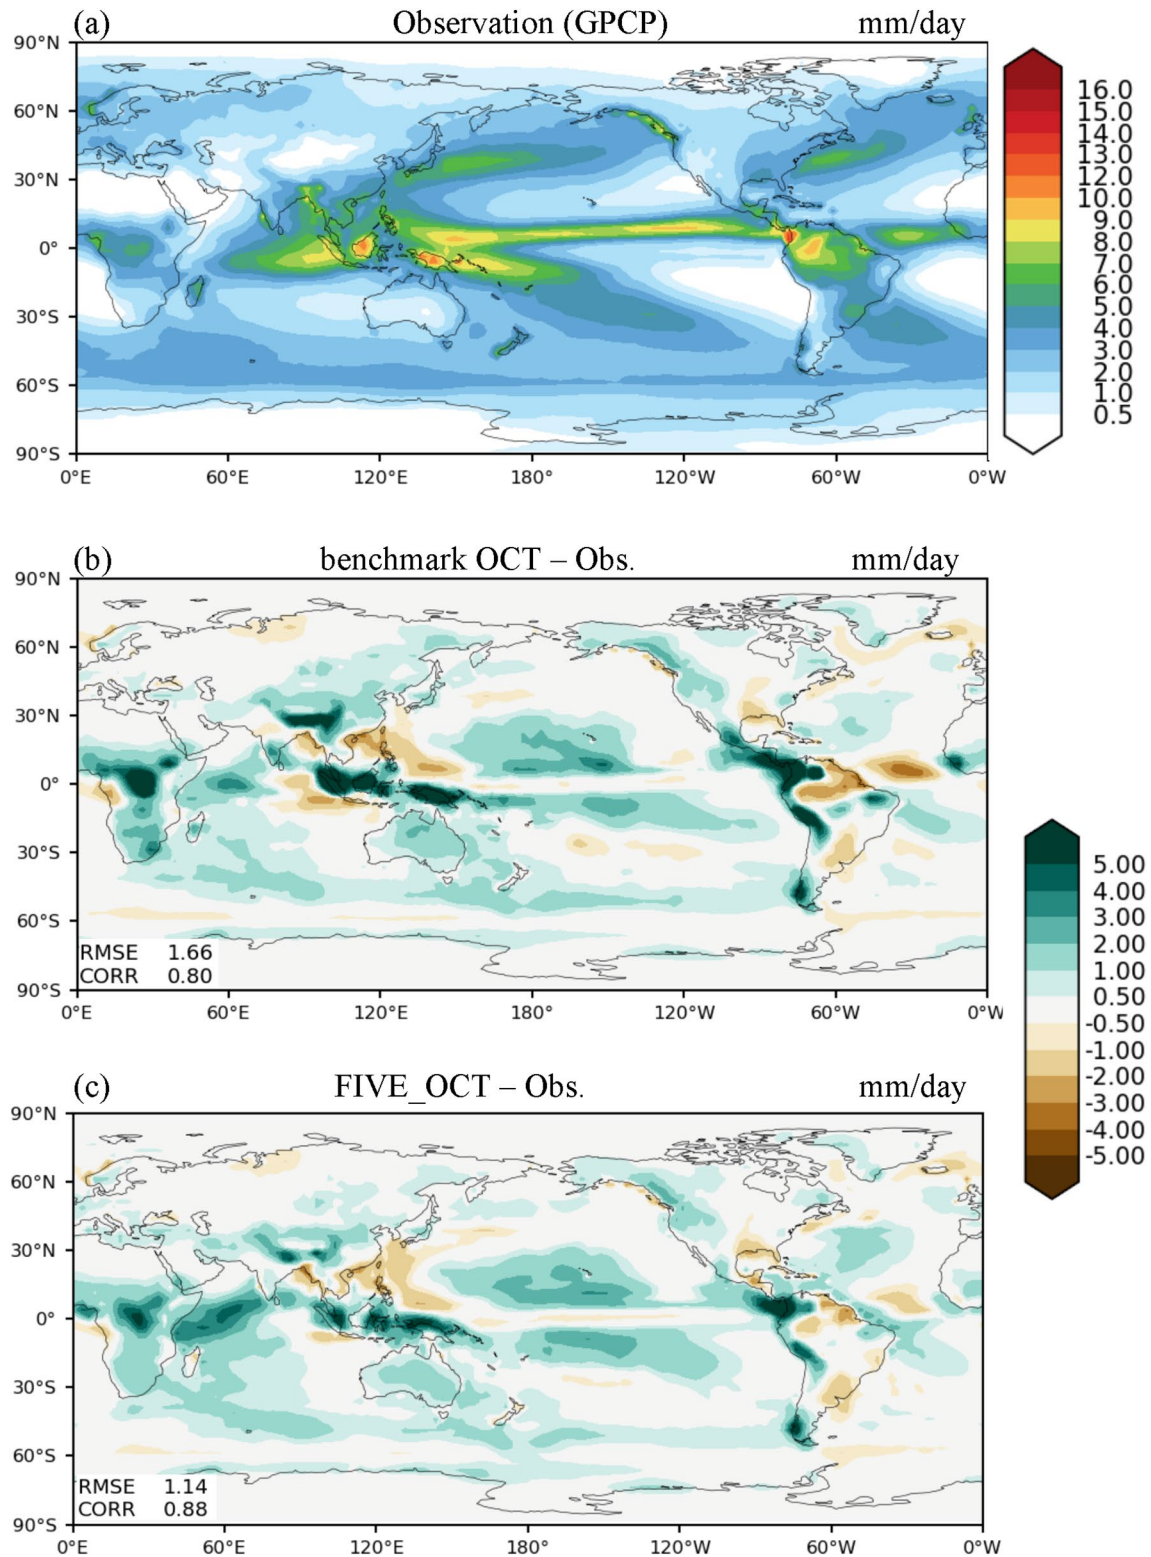 (a) Observation (GPCP) mm/day
90°N
60°N
30°N
0°
30°S
60°S
90°S
0°E 60°E 120°E 180° 120°W 60°W 0°W
16.0
15.0
14.0
13.0
12.0
10.0
9.0
8.0
7.0
6.0
5.0
4.0
3.0
2.0
1.0
0.5
(b) benchmark OCT – Obs. mm/day
90°N
60°N
30°N
0°
30°S
60°S
90°S
RMSE 1.66
CORR 0.80
0°E 60°E 120°E 180° 120°W 60°W 0°W
5.00
4.00
3.00
2.00
1.00
0.50
-0.50
-1.00
-2.00
-3.00
-4.00
-5.00
(c) FIVE_OCT – Obs. mm/day
90°N
60°N
30°N
0°
30°S
60°S
90°S
RMSE 1.14
CORR 0.88
0°E 60°E 120°E 180° 120°W 60°W 0°W